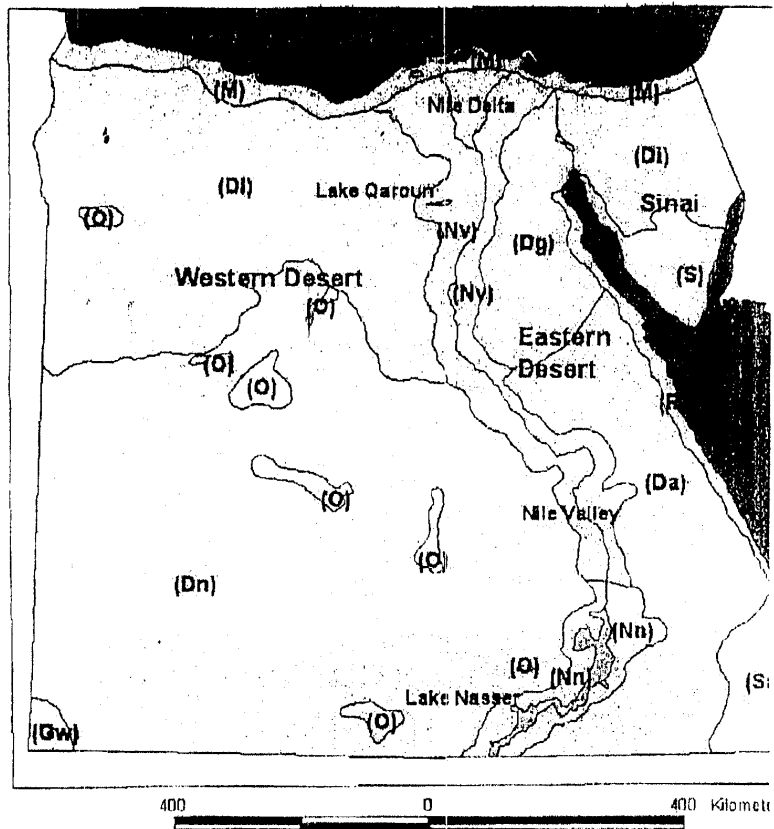 (M)
(M)
(M)
Nile Delta
(Di)
Lake Qaroun
(Dl)
Sinai
(O)
(Nv)
(Dg)
(S)
Western Desert
(Nv)
(O)
Eastern
Desert
(O)
(O)
(Da)
(O)
Nile Valley
(O)
(Dn)
(Nn)
(O)
(Nn)
Lake Nasser
(O)
(Gw)
400 0 400 Kilomete